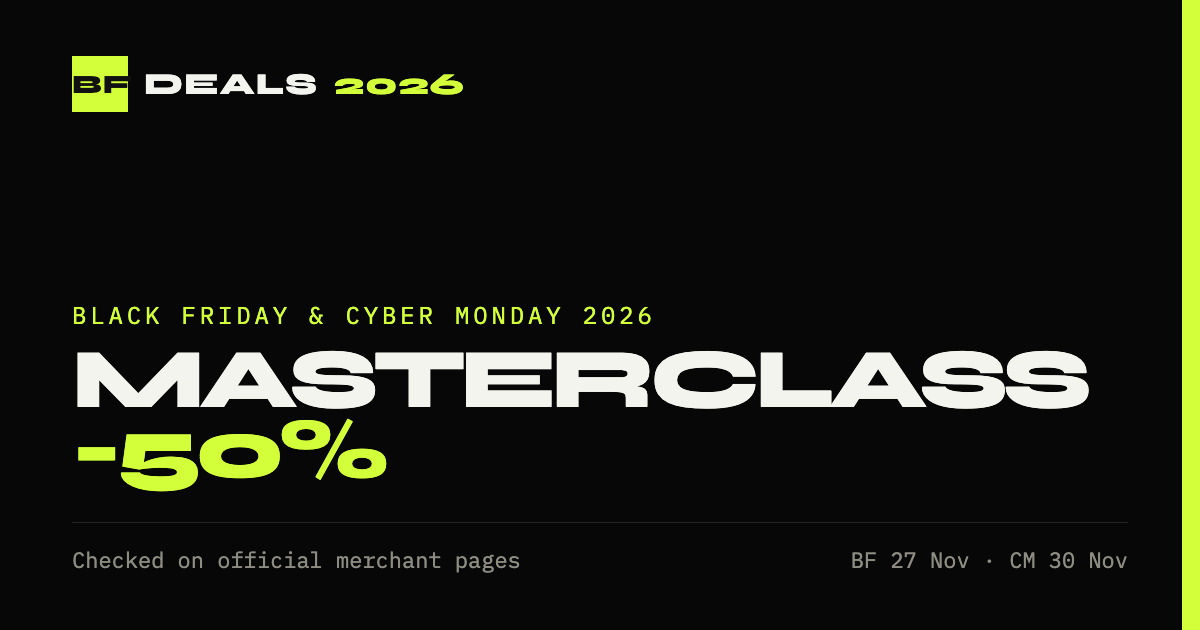 BF DEALS 2026
BLACK FRIDAY & CYBER MONDAY 2026
MASTERCLASS
-50%
Checked on official merchant pages
BF 27 Nov · CM 30 Nov